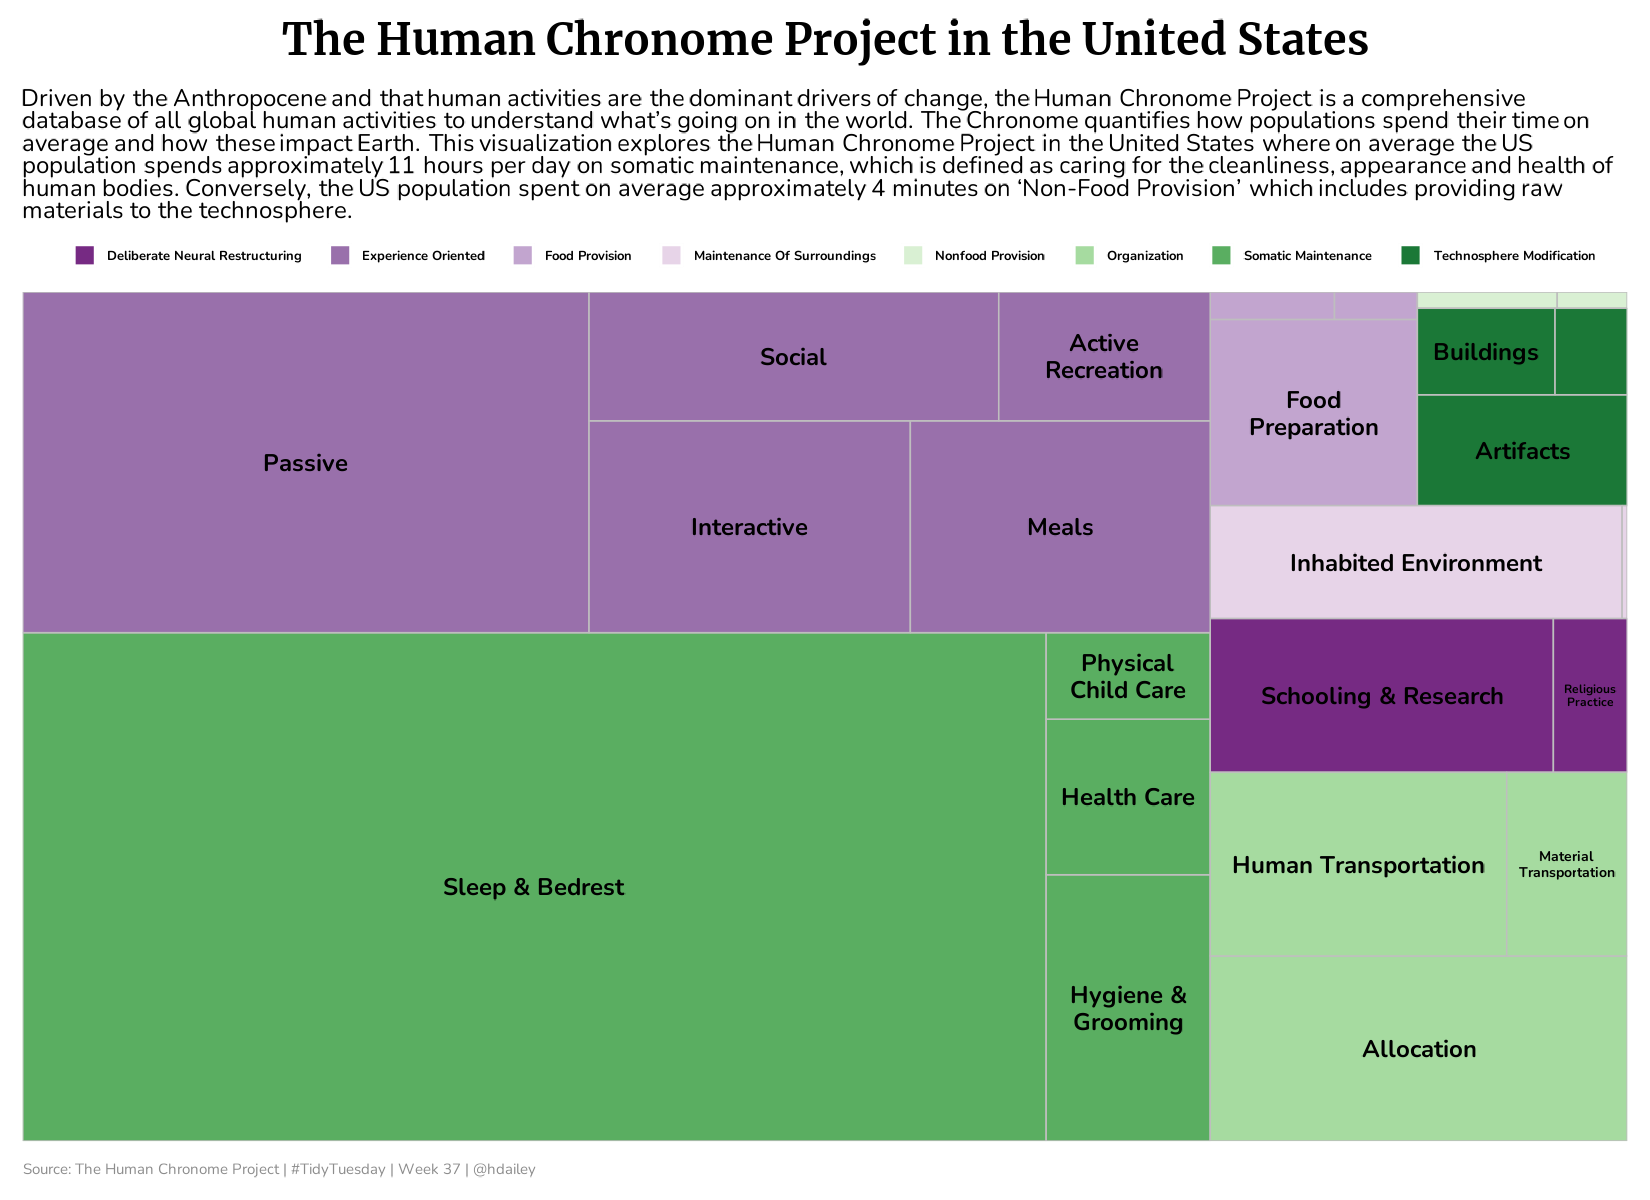 The Human Chronome Project in the United States
Driven by the Anthropocene and that human activities are the dominant drivers of change, the Human Chronome Project is a comprehensive
database of all global human activities to understand what's going on in the world. The Chronome quantifies how populations spend their time on
average and how these impact Earth. This visualization explores the Human Chronome Project in the United States where on average the US
population spends approximately 11 hours per day on somatic maintenance, which is defined as caring for the cleanliness, appearance and health of
human bodies. Conversely, the US population spent on average approximately 4 minutes on ‘Non-Food Provision’ which includes providing raw
materials to the technosphere.
Deliberate Neural Restructuring Experience Oriented Food Provision Maintenance Of Surroundings Nonfood Provision Organization Somatic Maintenance Technosphere Modification
Passive
Social
Active
Recreation
Interactive
Meals
Food
Preparation
Buildings
Artifacts
Inhabited Environment
Schooling & Research
Religious
Practice
Sleep & Bedrest
Physical
Child Care
Health Care
Hygiene &
Grooming
Human Transportation
Material
Transportation
Allocation
Source: The Human Chronome Project | #TidyTuesday | Week 37 | @hdailey